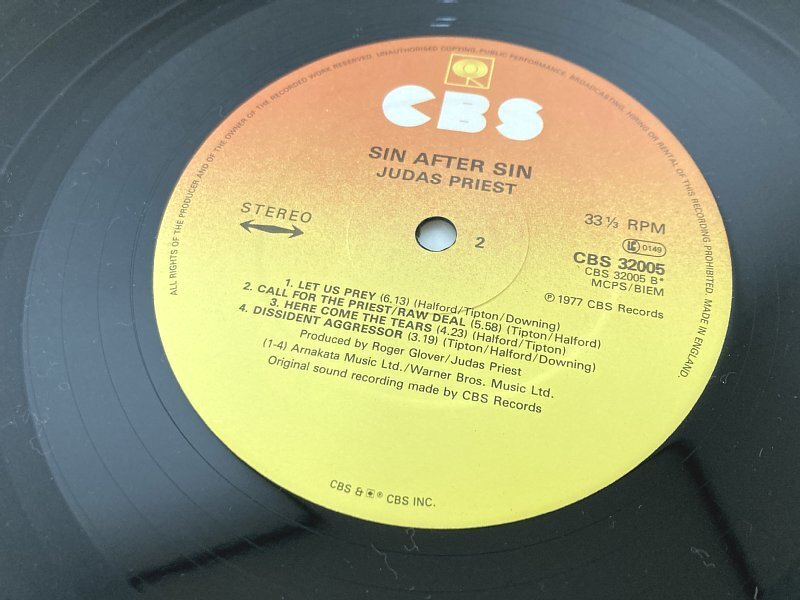 ALL RIGHTS OF THE PRODUCER AND OF THE OWNER OF THE RECORDED WORK RESERVED. UNAUTHORISED COPYING, PUBLIC PERFORMANCE, BROADCASTING, HIRING OR RENTAL OF THIS RECORDING PROHIBITED. MADE IN ENGLAND.
CBS
SIN AFTER SIN
JUDAS PRIEST
STEREO
2
33 1/3 RPM
LC 0149
CBS 32005
CBS 32005 B*
MCPS/BIEM
℗ 1977 CBS Records
1. LET US PREY (6.13) (Halford/Tipton/Downing)
2. CALL FOR THE PRIEST/RAW DEAL (5.58) (Tipton/Halford)
3. HERE COME THE TEARS (4.23) (Halford/Tipton)
4. DISSIDENT AGGRESSOR (3.19) (Tipton/Halford/Downing)
Produced by Roger Glover/Judas Priest
(1-4) Arnakata Music Ltd./Warner Bros. Music Ltd.
Original sound recording made by CBS Records
CBS & ® CBS INC.